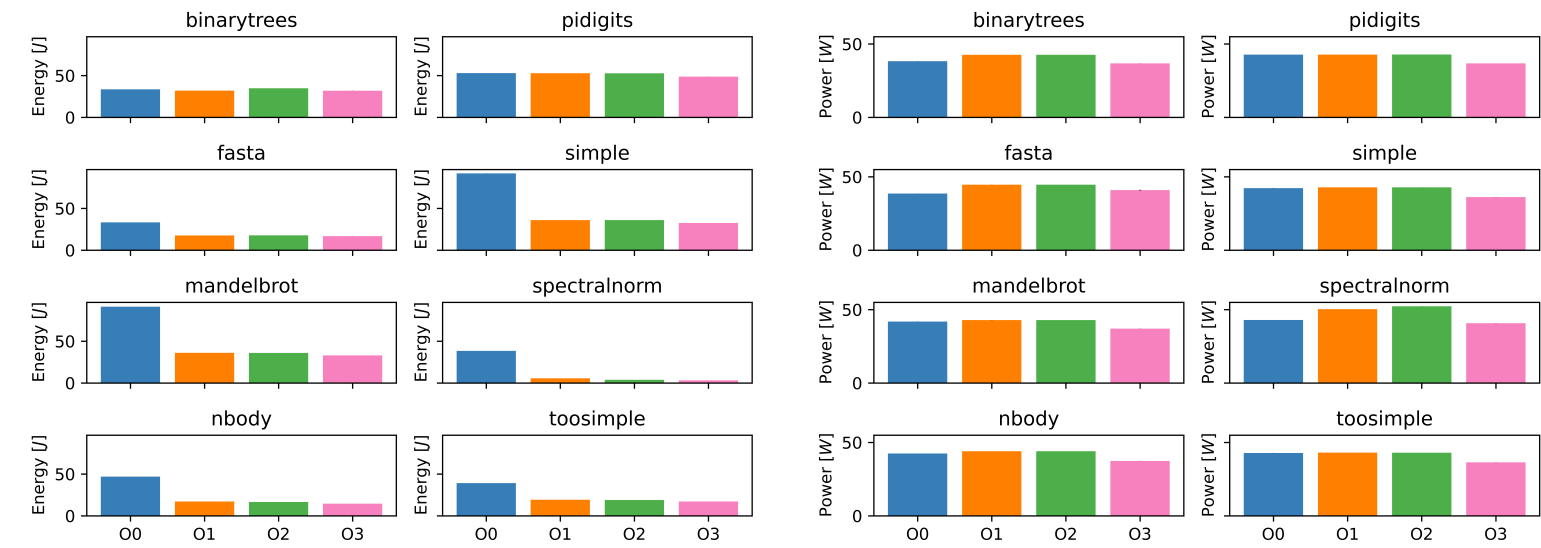 binarytrees
Energy [J]
50
0
pidigits
Energy [J]
fasta
Energy [J]
50
0
simple
Energy [J]
mandelbrot
Energy [J]
50
0
spectralnorm
Energy [J]
nbody
Energy [J]
50
0
O0 O1 O2 O3
toosimple
Energy [J]
O0 O1 O2 O3
binarytrees
Power [W]
50
0
pidigits
Power [W]
fasta
Power [W]
50
0
simple
Power [W]
mandelbrot
Power [W]
50
0
spectralnorm
Power [W]
nbody
Power [W]
50
0
O0 O1 O2 O3
toosimple
Power [W]
O0 O1 O2 O3